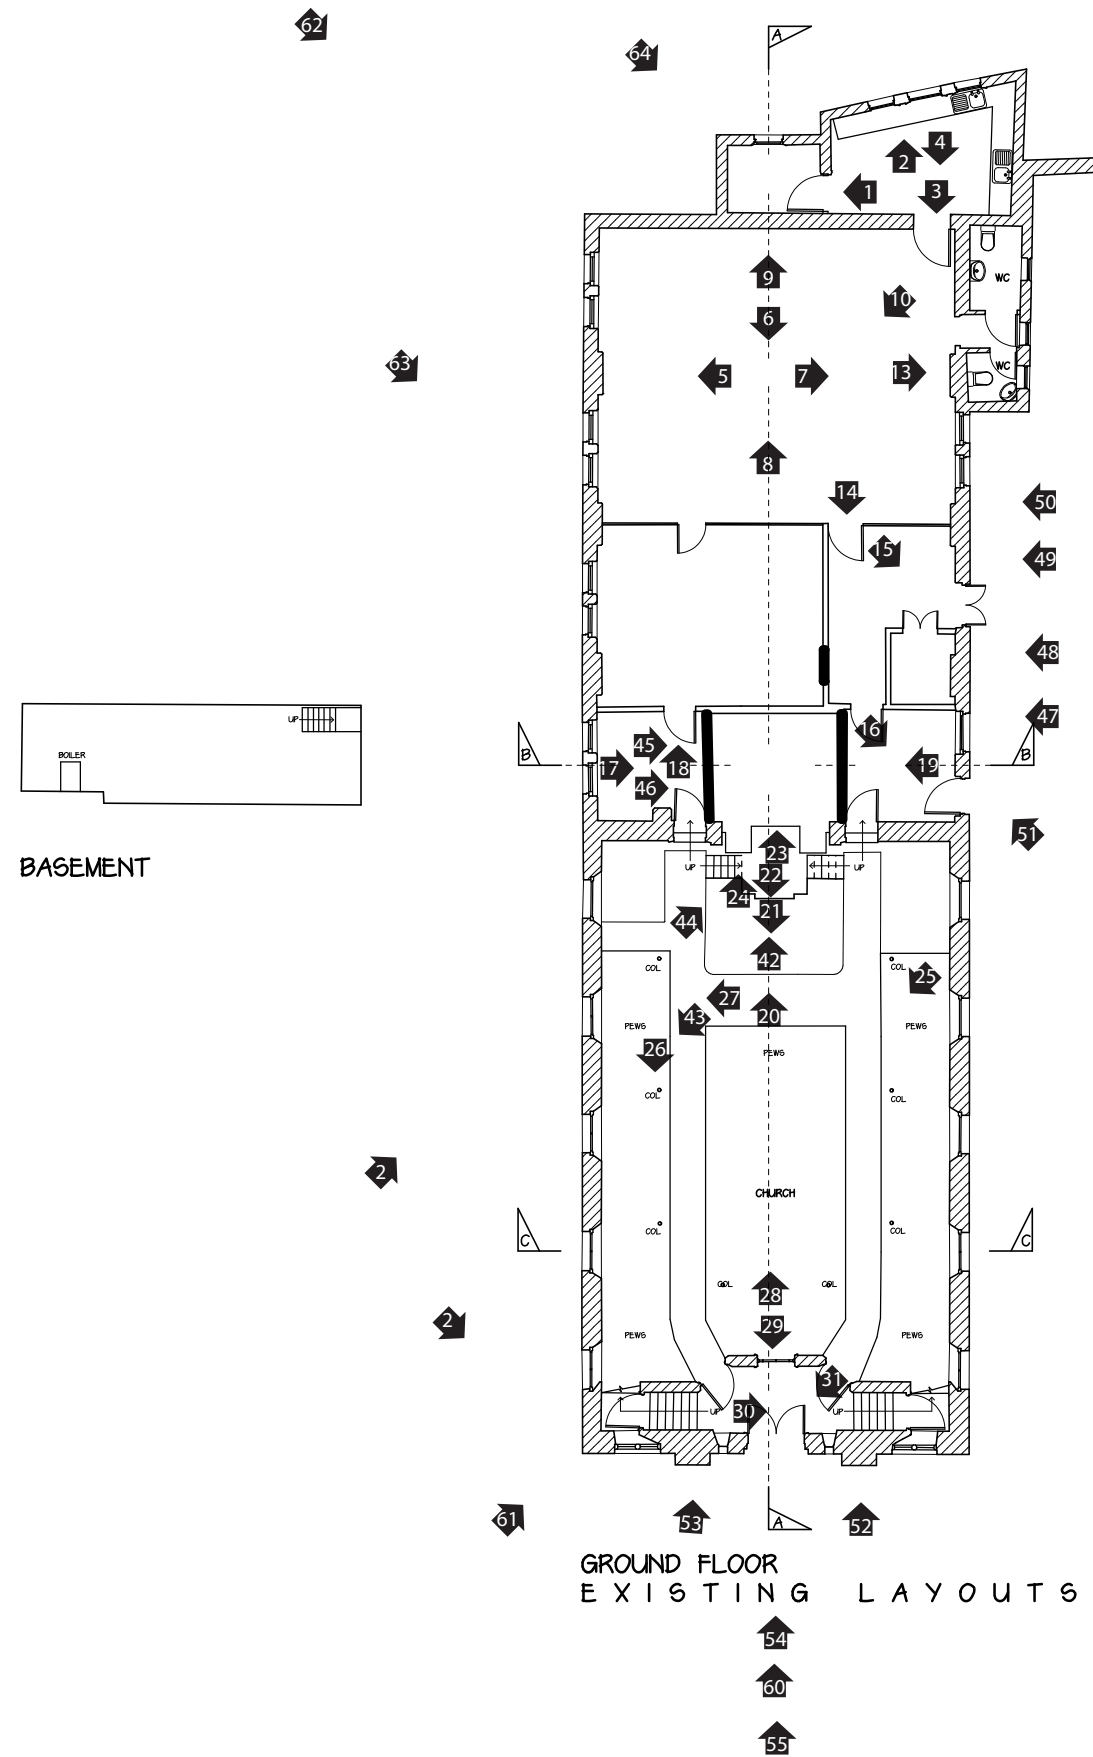 62
64
A
4
2
1
3
WC
9
10
6
63
5
7
13
WC
8
14
50
15
49
48
47
16
UP
45
B
18
17
19
B
BOILER
46
51
23
BASEMENT
UP
22
UP
24
21
44
42
COL
COL
25
27
43
20
PEWS
PEWS
26
PEWS
COL
COL
2
CHURCH
COL
COL
C
C
COL
COL
28
2
29
PEWS
PEWS
31
UP
30
UP
61
53
A
52
GROUND FLOOR
EXISTING LAYOUTS
54
60
55